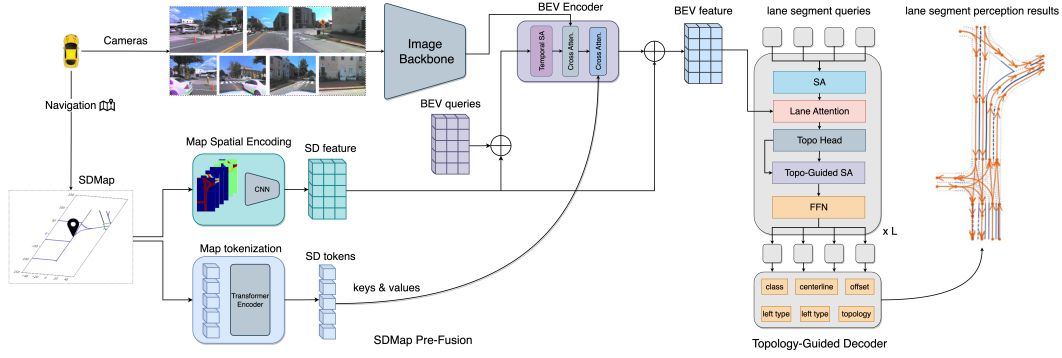 Cameras
Navigation
SDMap
Image
Backbone
BEV Encoder
Temporal SA
Cross Atten.
Cross Atten.
BEV feature
BEV queries
Map Spatial Encoding
CNN
SD feature
Map tokenization
Transformer
Encoder
SD tokens
keys & values
SDMap Pre-Fusion
lane segment queries
SA
Lane Attention
Topo Head
Topo-Guided SA
FFN
x L
class
centerline
offset
left type
left type
topology
Topology-Guided Decoder
lane segment perception results